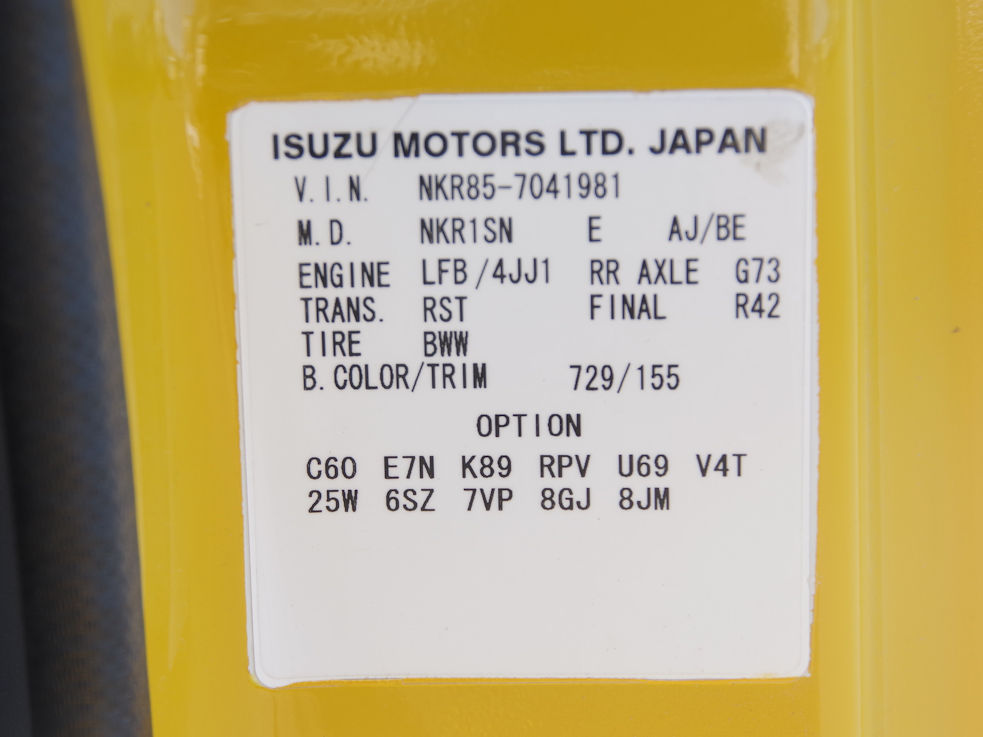 ISUZU MOTORS LTD. JAPAN
V.I.N. NKR85-7041981
M.D. NKR1SN E AJ/BE
ENGINE LFB/4JJ1 RR AXLE G73
TRANS. RST FINAL R42
TIRE BWW
B.COLOR/TRIM 729/155
OPTION
C60 E7N K89 RPV U69 V4T
25W 6SZ 7VP 8GJ 8JM